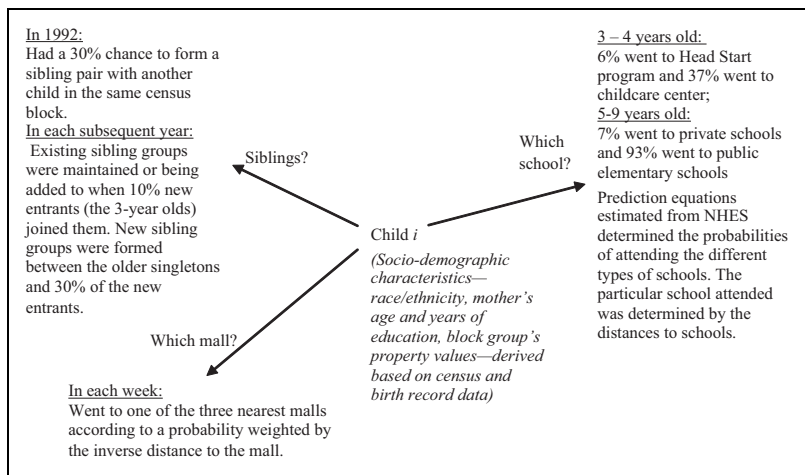 In 1992:
Had a 30% chance to form a
sibling pair with another
child in the same census
block.
In each subsequent year:
Existing sibling groups
were maintained or being
added to when 10% new
entrants (the 3-year olds)
joined them. New sibling
groups were formed
between the older singletons
and 30% of the new
entrants.
Siblings?
Which
school?
3 – 4 years old:
6% went to Head Start
program and 37% went to
childcare center;
5-9 years old:
7% went to private schools
and 93% went to public
elementary schools
Prediction equations
estimated from NHES
determined the probabilities
of attending the different
types of schools. The
particular school attended
was determined by the
distances to schools.
Child i
(Socio-demographic
characteristics—
race/ethnicity, mother's
age and years of
education, block group's
property values—derived
based on census and
birth record data)
Which mall?
In each week:
Went to one of the three nearest malls
according to a probability weighted by
the inverse distance to the mall.